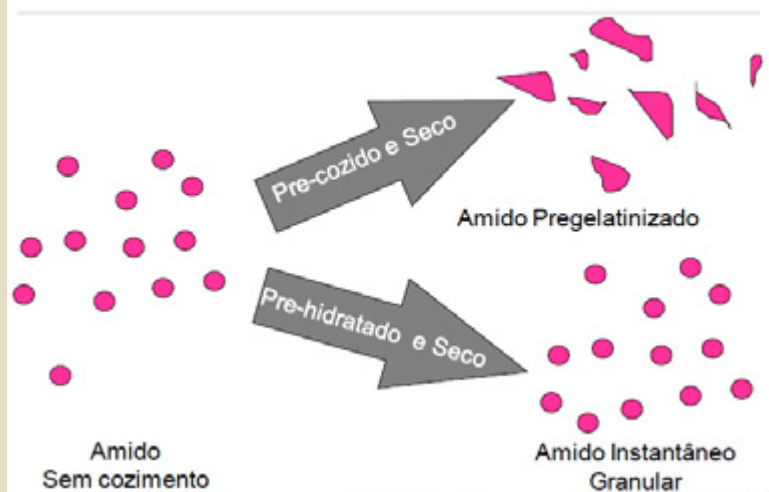 Pre-cozido e Seco
Amido Pregelatinizado
Pre-hidratado e Seco
Amido
Sem cozimento
Amido Instantâneo
Granular